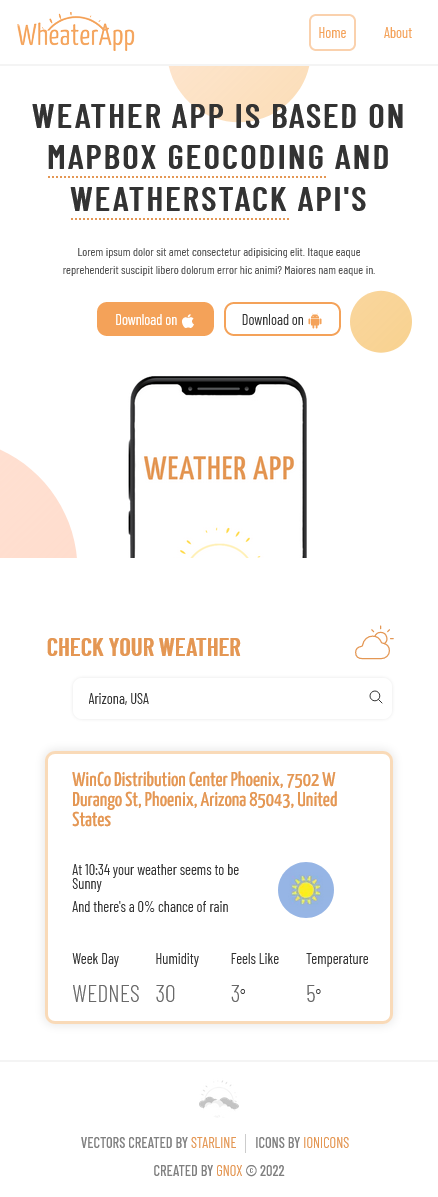 WheaterApp
Home
About
WEATHER APP IS BASED ON
MAPBOX GEOCODING AND
WEATHERSTACK API'S
Lorem ipsum dolor sit amet consectetur adipisicing elit. Itaque eaque
reprehenderit suscipit libero dolorum error hic animi? Maiores nam eaque in.
Download on
Download on
WEATHER APP
CHECK YOUR WEATHER
Arizona, USA
WinCo Distribution Center Phoenix, 7502 W
Durango St, Phoenix, Arizona 85043, United
States
At 10:34 your weather seems to be
Sunny
And there's a 0% chance of rain
Week Day Humidity Feels Like Temperature
WEDNES 30 3° 5°
VECTORS CREATED BY STARLINE ICONS BY IONICONS
CREATED BY GNOX © 2022